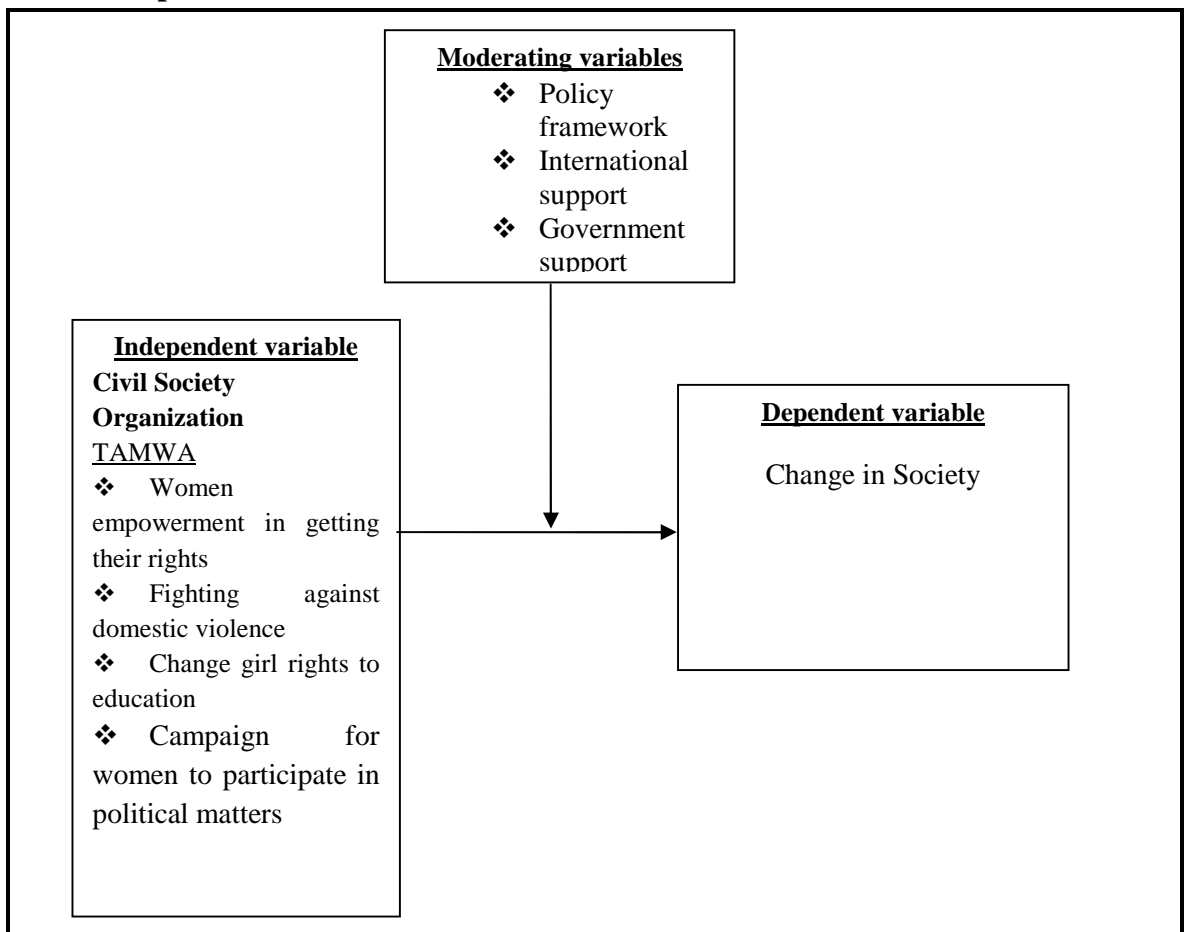 Moderating variables
❖ Policy
framework
❖ International
support
❖ Government
support
Independent variable
Civil Society
Organization
TAMWA
❖ Women
empowerment in getting
their rights
❖ Fighting against
domestic violence
❖ Change girl rights to
education
❖ Campaign for
women to participate in
political matters
Dependent variable
Change in Society